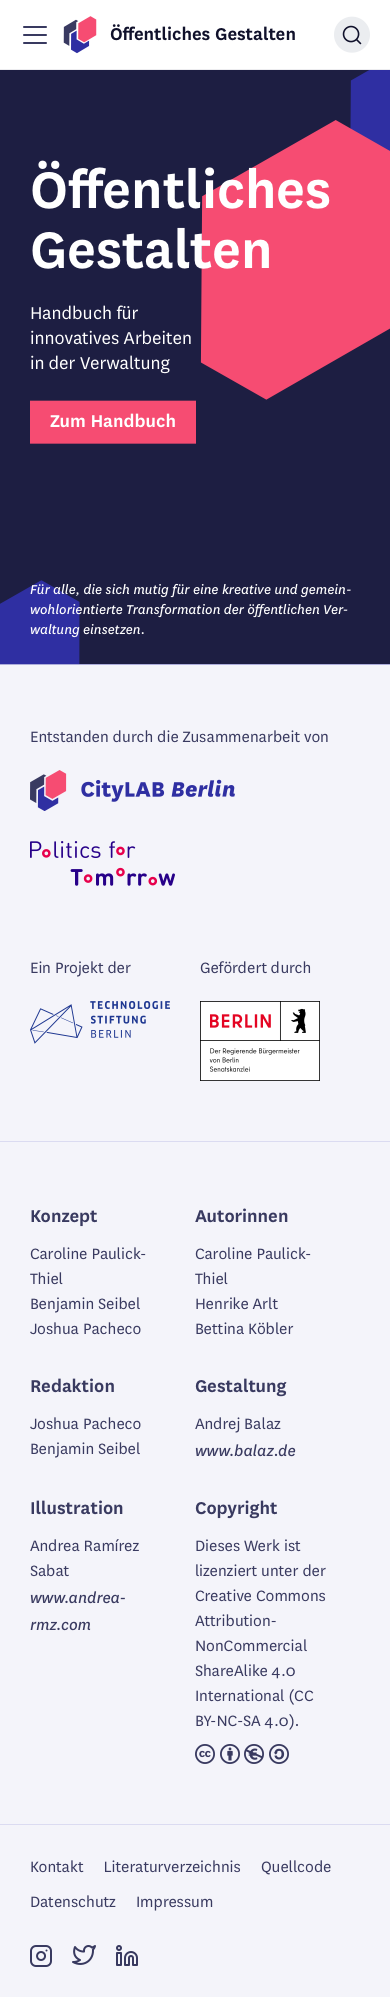 Öffentliches Gestalten
Öffentliches
Gestalten
Handbuch für
innovatives Arbeiten
in der Verwaltung
Zum Handbuch
Für alle, die sich mutig für eine kreative und gemein-
wohlorientierte Transformation der öffentlichen Ver-
waltung einsetzen.
Entstanden durch die Zusammenarbeit von
CityLAB Berlin
Politics for
Tomorrow
Ein Projekt der
TECHNOLOGIE
STIFTUNG
BERLIN
Gefördert durch
BERLIN
Der Regierende Bürgermeister
von Berlin
Senatskanzlei
Konzept
Caroline Paulick-
Thiel
Benjamin Seibel
Joshua Pacheco
Autorinnen
Caroline Paulick-
Thiel
Henrike Arlt
Bettina Köbler
Redaktion
Joshua Pacheco
Benjamin Seibel
Gestaltung
Andrej Balaz
www.balaz.de
Illustration
Andrea Ramírez
Sabat
www.andrea-
rmz.com
Copyright
Dieses Werk ist
lizenziert unter der
Creative Commons
Attribution-
NonCommercial
ShareAlike 4.0
International (CC
BY-NC-SA 4.0).
Kontakt Literaturverzeichnis Quellcode
Datenschutz Impressum